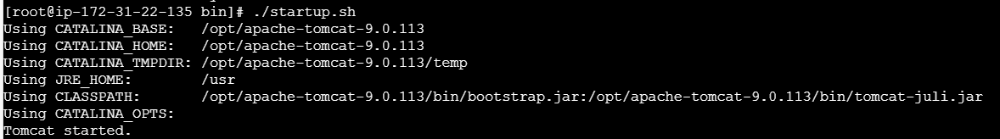 [root@ip-172-31-22-135 bin]# ./startup.sh
Using CATALINA_BASE:   /opt/apache-tomcat-9.0.113
Using CATALINA_HOME:   /opt/apache-tomcat-9.0.113
Using CATALINA_TMPDIR: /opt/apache-tomcat-9.0.113/temp
Using JRE_HOME:        /usr
Using CLASSPATH:       /opt/apache-tomcat-9.0.113/bin/bootstrap.jar:/opt/apache-tomcat-9.0.113/bin/tomcat-juli.jar
Using CATALINA_OPTS:
Tomcat started.